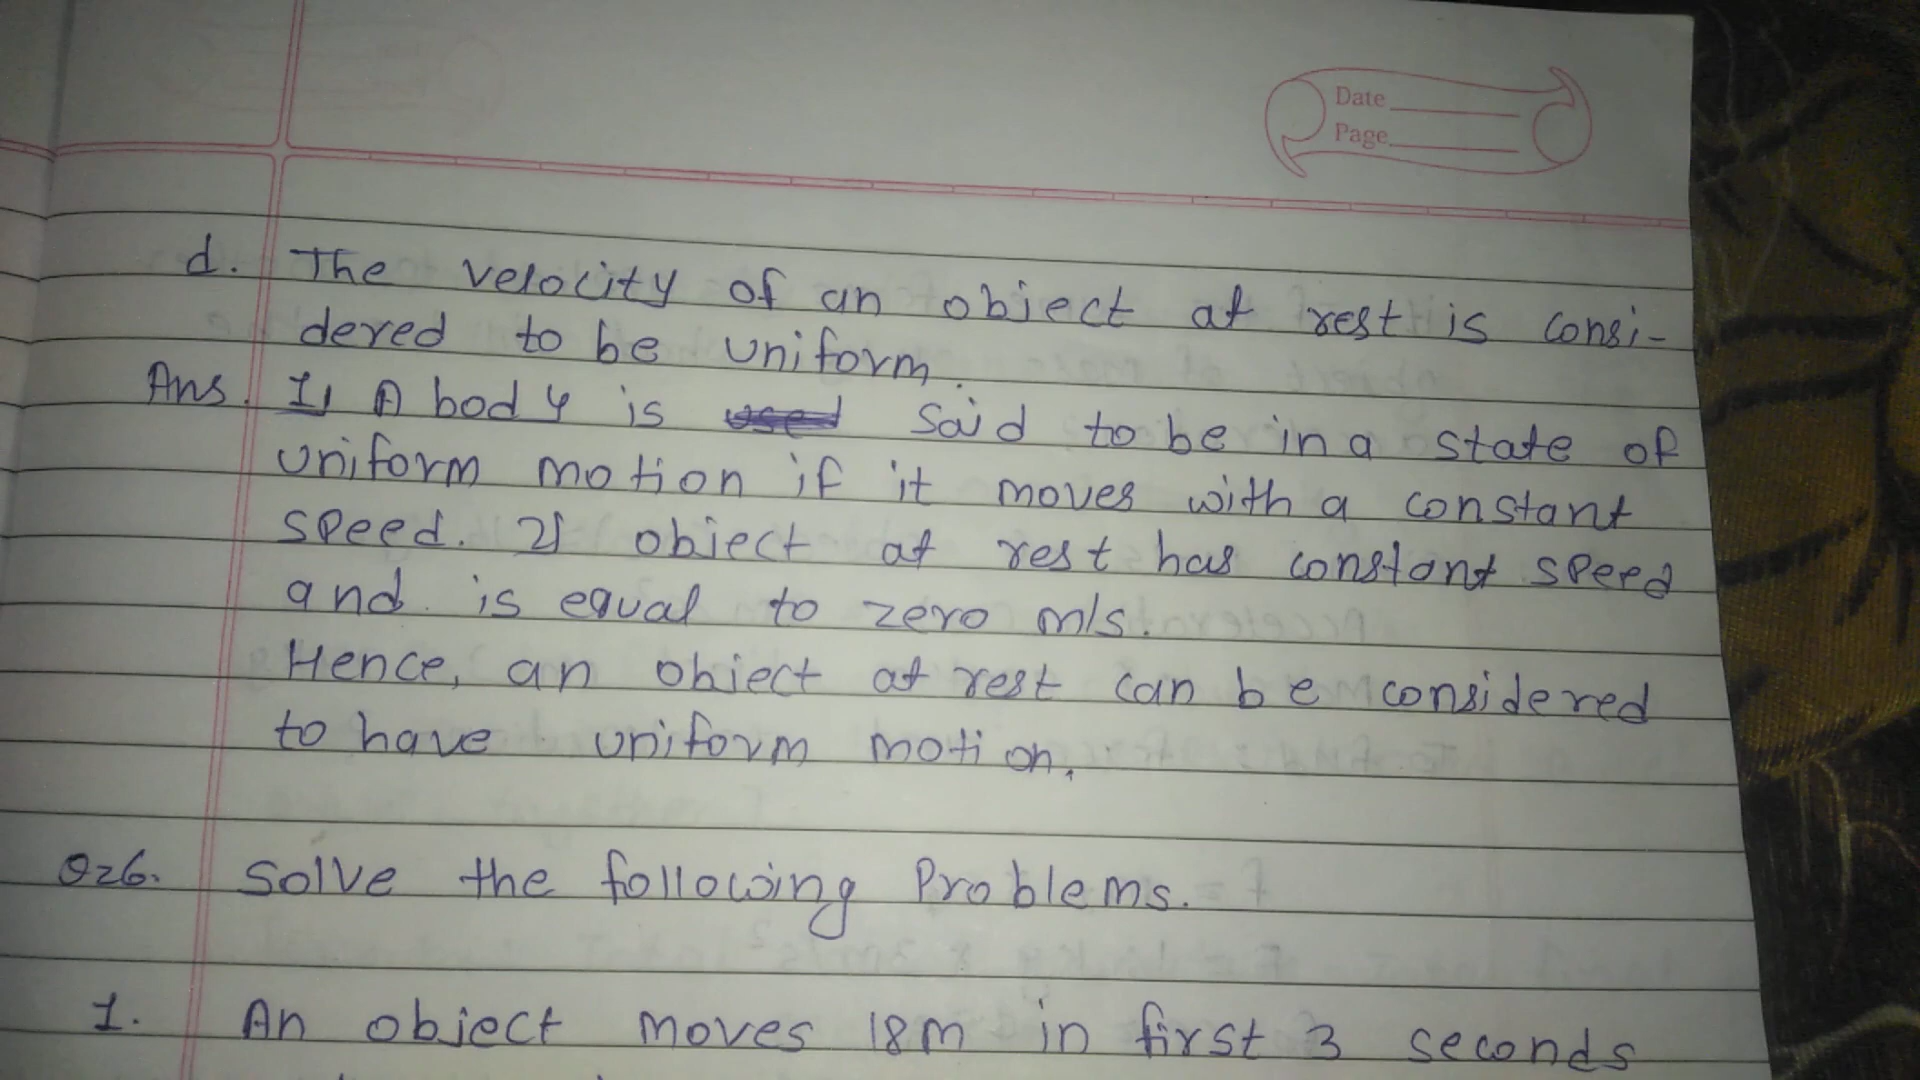 Date
Page
d. The velocity of an object at rest is consi-
dered to be uniform.
Ans. 1) A body is used said to be in a state of
uniform motion if it moves with a constant
speed. 2) object at rest has constant speed
and is equal to zero m/s.
Hence, an object at rest can be considered
to have uniform motion.
Q26. Solve the following Problems.
1. An object moves 18m in first 3 seconds